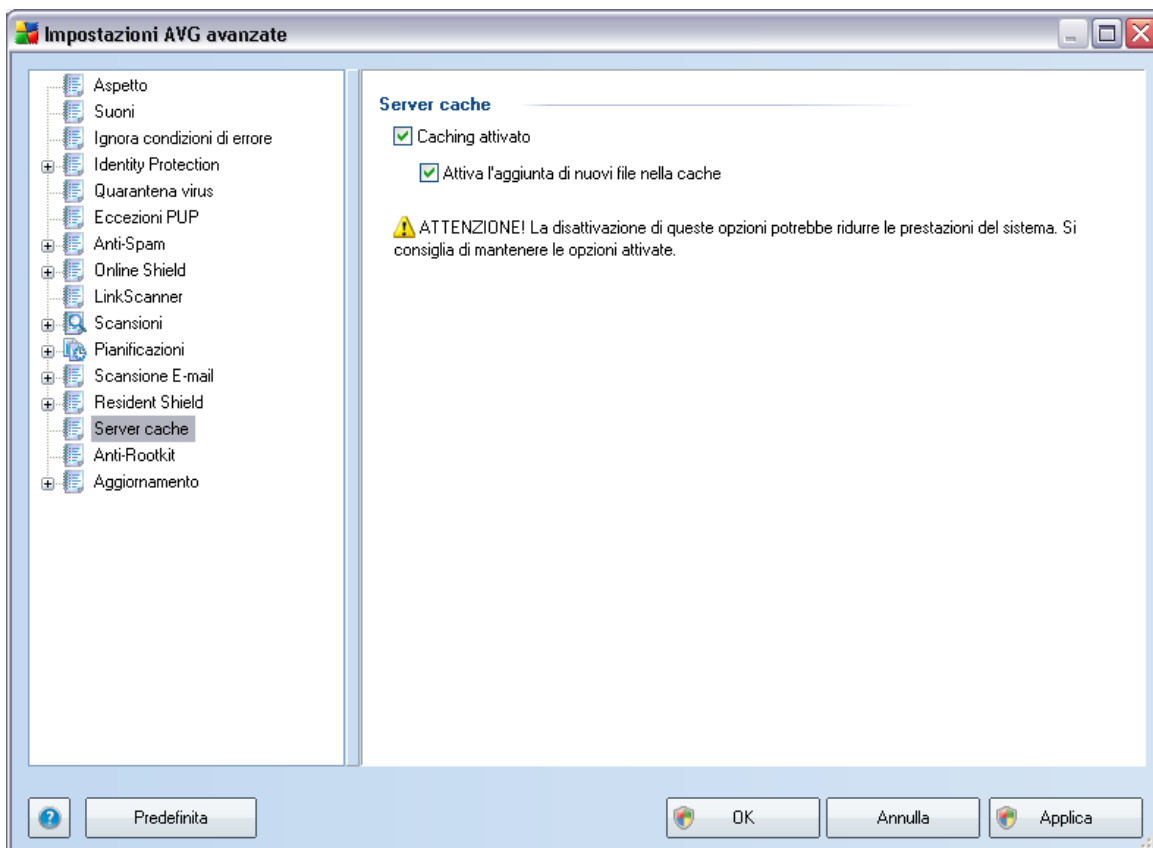 Impostazioni AVG avanzate
Aspetto
Suoni
Ignora condizioni di errore
Identity Protection
Quarantena virus
Eccezioni PUP
Anti-Spam
Online Shield
LinkScanner
Scansioni
Pianificazioni
Scansione E-mail
Resident Shield
Server cache
Anti-Rootkit
Aggiornamento
Server cache
Caching attivato
Attiva l'aggiunta di nuovi file nella cache
ATTENZIONE! La disattivazione di queste opzioni potrebbe ridurre le prestazioni del sistema. Si
consiglia di mantenere le opzioni attivate.
Predefinita
OK
Annulla
Applica